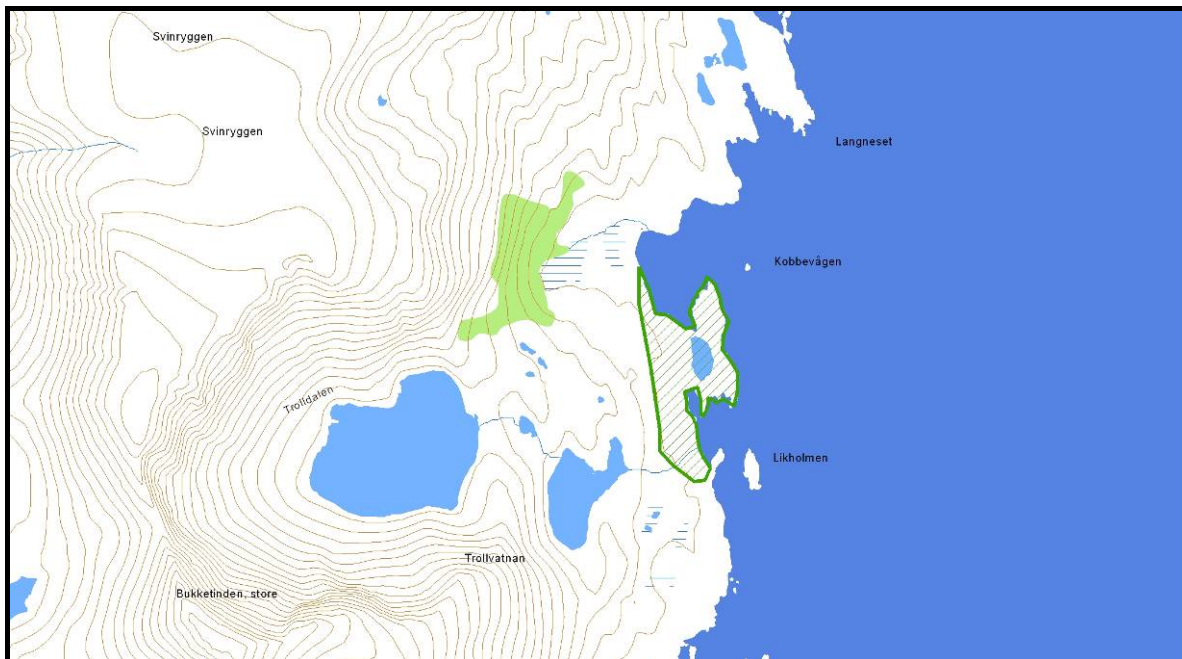 Svinryggen
Svinryggen
Langneset
Kobbevågen
Trolldalen
Likholmen
Trollvatnan
Bukketinden, store